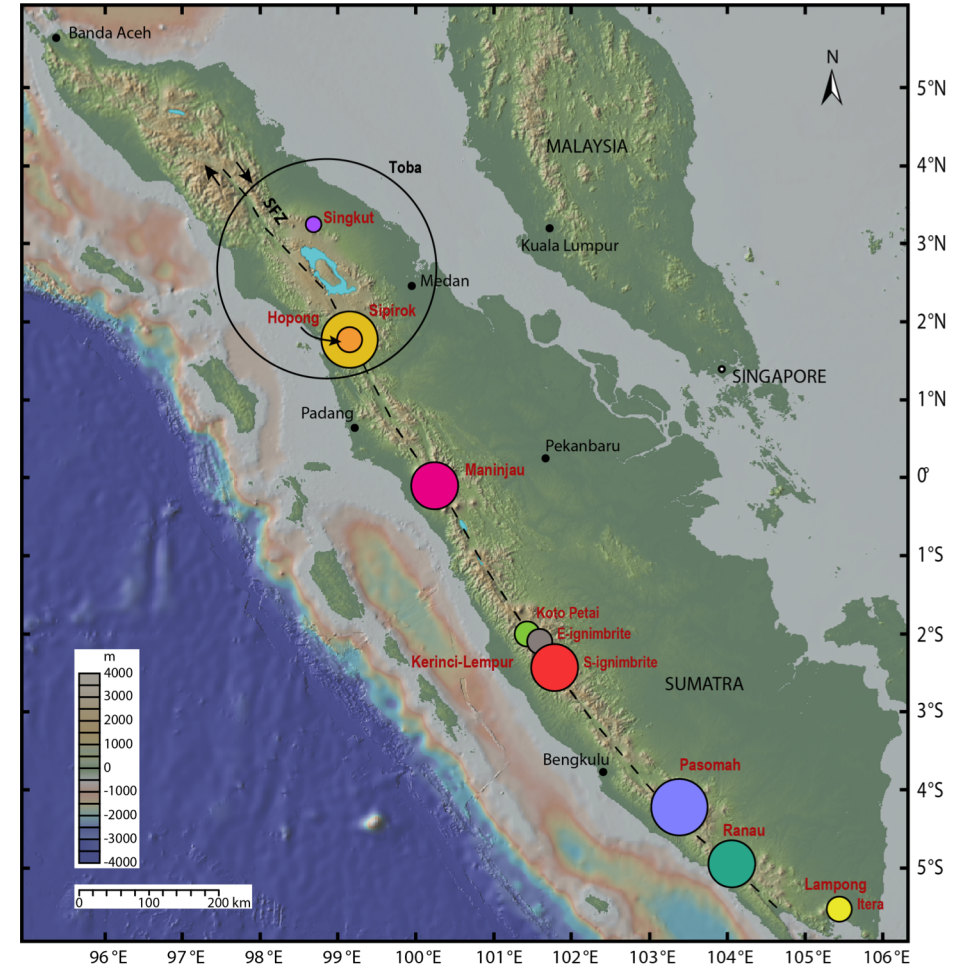 Banda Aceh
N
5°N
MALAYSIA
4°N
Toba
SFZ
Singkut
3°N
Kuala Lumpur
Medan
Sipirok
Hopong
2°N
SINGAPORE
1°N
Padang
Pekanbaru
Maninjau
0°
1°S
Koto Petai
E-ignimbrite
2°S
Kerinci-Lempur
S-ignimbrite
SUMATRA
m
4000
3000
2000
1000
0
-1000
-2000
-3000
-4000
3°S
Bengkulu
Pasomah
4°S
Ranau
5°S
Lampong
Itera
0 100 200 km
96 °E 97 °E 98 °E 99 °E 100 °E 101 °E 102 °E 103 °E 104 °E 105 °E 106 °E